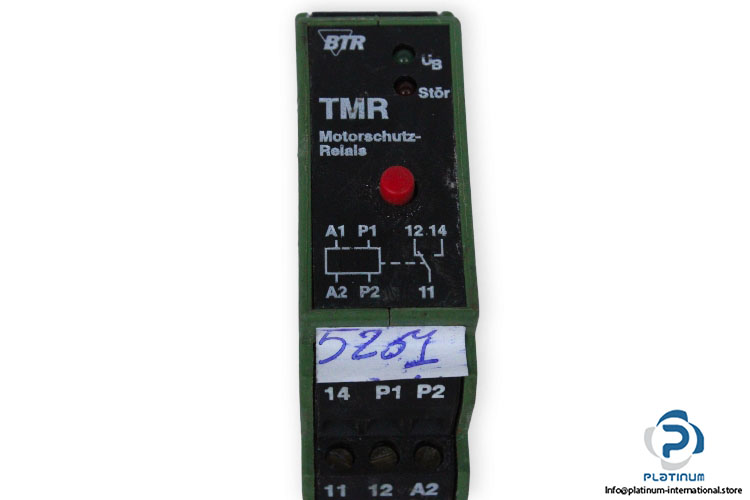 BTR
ÜB
Stör
TMR
Motorschutz-
Relais
A1 P1 12 14
A2 P2 11
5251
14 P1 P2
11 12 A2
PLATINUM
Info@platinum-international.store